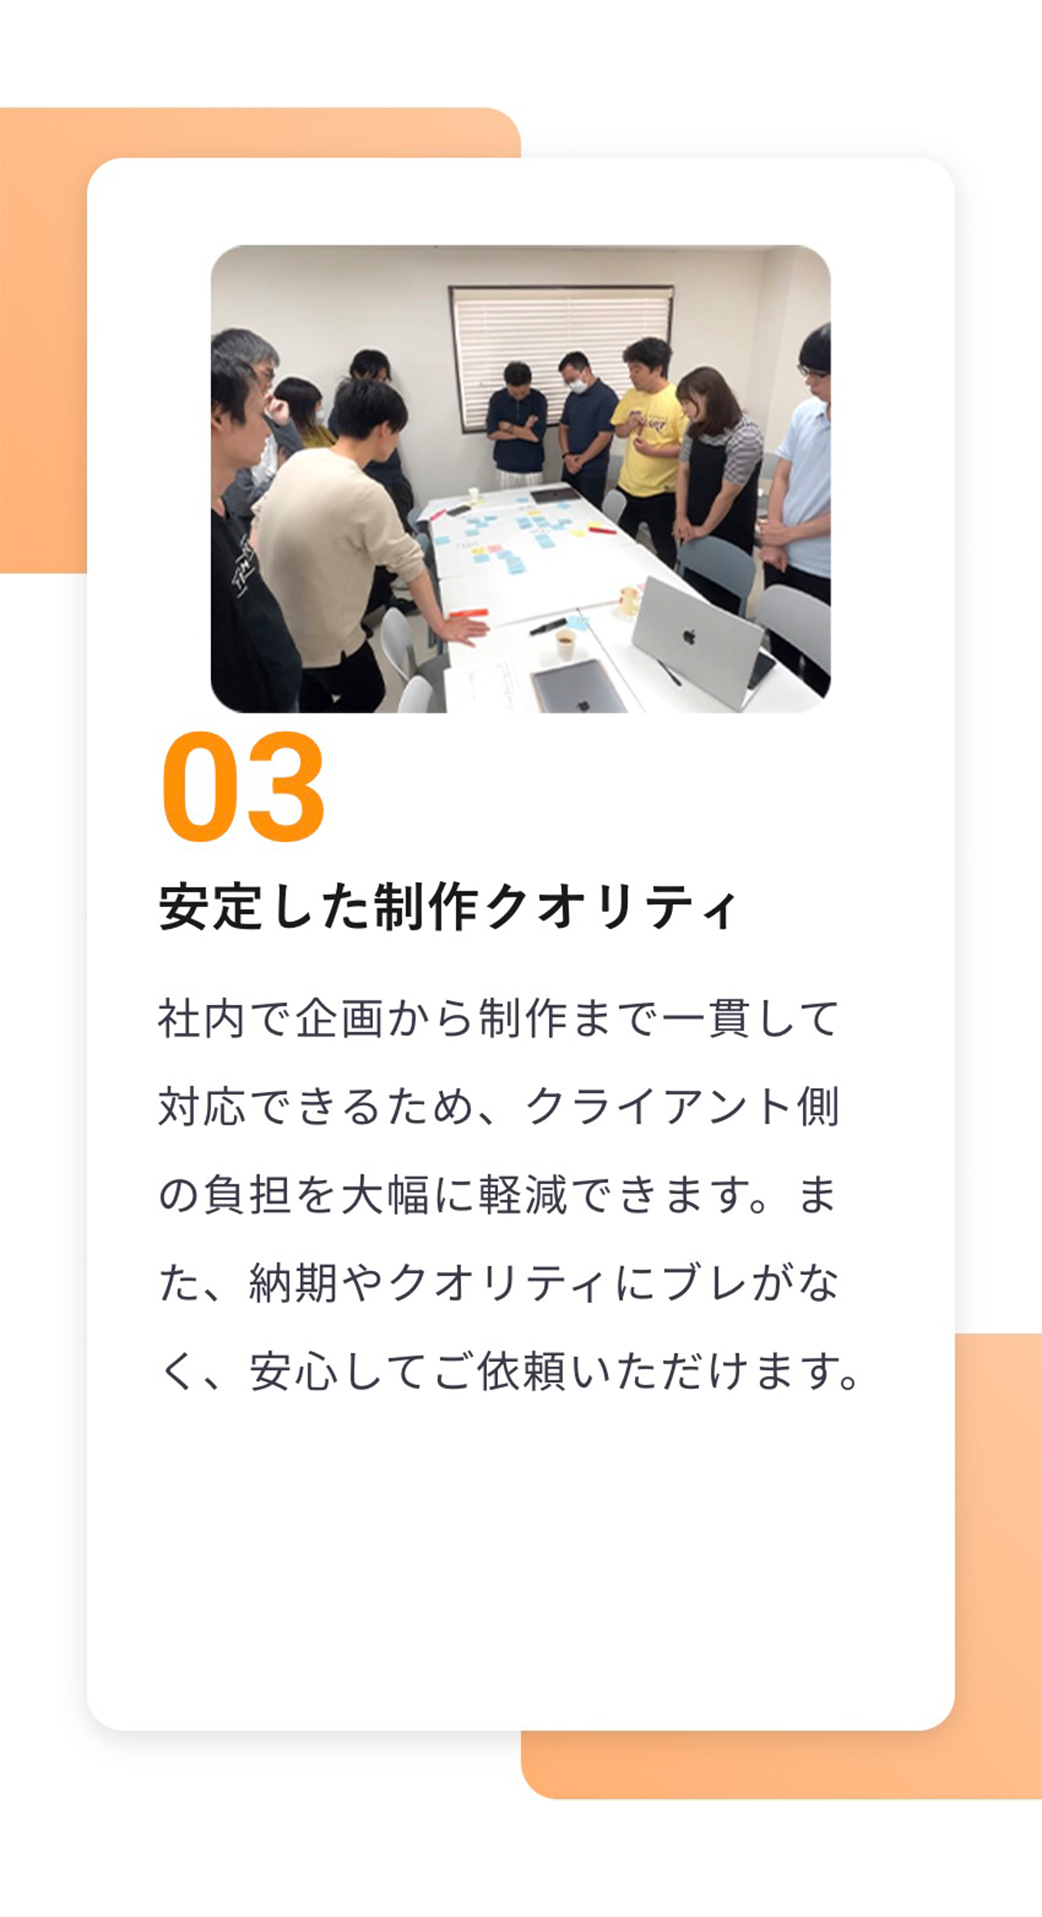 03
安定した制作クオリティ
社内で企画から制作まで一貫して
対応できるため、クライアント側
の負担を大幅に軽減できます。ま
た、納期やクオリティにブレがな
く、安心してご依頼いただけます。